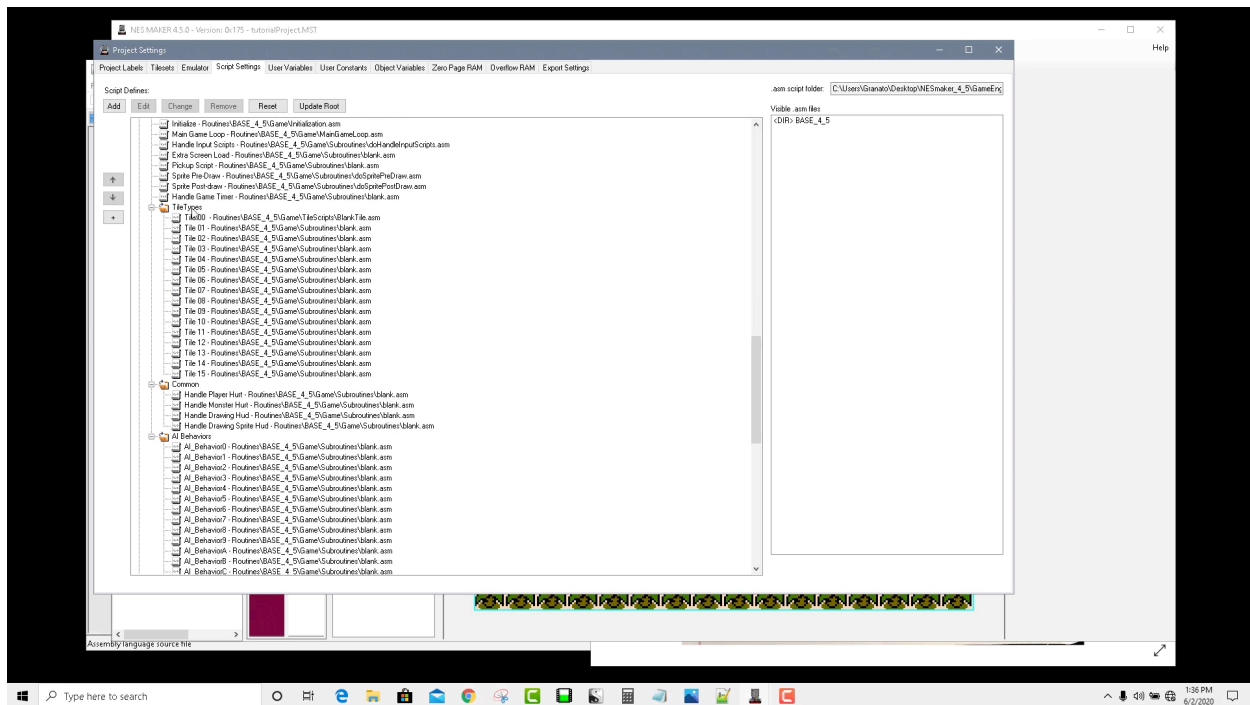 NES MAKER 4.5.0 - Version: 0x175 - tutorialProject.MST
Project Settings
Help
Project Labels Tilesets Emulator Script Settings User Variables User Constants Object Variables Zero Page RAM Overflow RAM Export Settings
Script Defines:
.asm script folder: C:\Users\Granato\Desktop\NESmaker_4_5\GameEng
Add Edit Change Remove Reset Update Root
Visible .asm files
<DIR> BASE_4_5
Initialize - Routines\BASE_4_5\Game\Initialization.asm
Main Game Loop - Routines\BASE_4_5\Game\MainGameLoop.asm
Handle Input Scripts - Routines\BASE_4_5\Game\Subroutines\doHandleInputScripts.asm
Extra Screen Load - Routines\BASE_4_5\Game\Subroutines\blank.asm
Pickup Script - Routines\BASE_4_5\Game\Subroutines\blank.asm
Sprite Pre-Draw - Routines\BASE_4_5\Game\Subroutines\doSpritePreDraw.asm
Sprite Post-draw - Routines\BASE_4_5\Game\Subroutines\doSpritePostDraw.asm
Handle Game Timer - Routines\BASE_4_5\Game\Subroutines\blank.asm
TileTypes
Tile 00 - Routines\BASE_4_5\Game\TileScripts\BlankTile.asm
Tile 01 - Routines\BASE_4_5\Game\Subroutines\blank.asm
Tile 02 - Routines\BASE_4_5\Game\Subroutines\blank.asm
Tile 03 - Routines\BASE_4_5\Game\Subroutines\blank.asm
Tile 04 - Routines\BASE_4_5\Game\Subroutines\blank.asm
Tile 05 - Routines\BASE_4_5\Game\Subroutines\blank.asm
Tile 06 - Routines\BASE_4_5\Game\Subroutines\blank.asm
Tile 07 - Routines\BASE_4_5\Game\Subroutines\blank.asm
Tile 08 - Routines\BASE_4_5\Game\Subroutines\blank.asm
Tile 09 - Routines\BASE_4_5\Game\Subroutines\blank.asm
Tile 10 - Routines\BASE_4_5\Game\Subroutines\blank.asm
Tile 11 - Routines\BASE_4_5\Game\Subroutines\blank.asm
Tile 12 - Routines\BASE_4_5\Game\Subroutines\blank.asm
Tile 13 - Routines\BASE_4_5\Game\Subroutines\blank.asm
Tile 14 - Routines\BASE_4_5\Game\Subroutines\blank.asm
Tile 15 - Routines\BASE_4_5\Game\Subroutines\blank.asm
Common
Handle Player Hurt - Routines\BASE_4_5\Game\Subroutines\blank.asm
Handle Monster Hurt - Routines\BASE_4_5\Game\Subroutines\blank.asm
Handle Drawing Hud - Routines\BASE_4_5\Game\Subroutines\blank.asm
Handle Drawing Sprite Hud - Routines\BASE_4_5\Game\Subroutines\blank.asm
AI Behaviors
AI_Behavior0 - Routines\BASE_4_5\Game\Subroutines\blank.asm
AI_Behavior1 - Routines\BASE_4_5\Game\Subroutines\blank.asm
AI_Behavior2 - Routines\BASE_4_5\Game\Subroutines\blank.asm
AI_Behavior3 - Routines\BASE_4_5\Game\Subroutines\blank.asm
AI_Behavior4 - Routines\BASE_4_5\Game\Subroutines\blank.asm
AI_Behavior5 - Routines\BASE_4_5\Game\Subroutines\blank.asm
AI_Behavior6 - Routines\BASE_4_5\Game\Subroutines\blank.asm
AI_Behavior7 - Routines\BASE_4_5\Game\Subroutines\blank.asm
AI_Behavior8 - Routines\BASE_4_5\Game\Subroutines\blank.asm
AI_Behavior9 - Routines\BASE_4_5\Game\Subroutines\blank.asm
AI_BehaviorA - Routines\BASE_4_5\Game\Subroutines\blank.asm
AI_BehaviorB - Routines\BASE_4_5\Game\Subroutines\blank.asm
AI_BehaviorC - Routines\BASE_4_5\Game\Subroutines\blank.asm
Assembly language source file
Type here to search
1:36 PM
6/2/2020